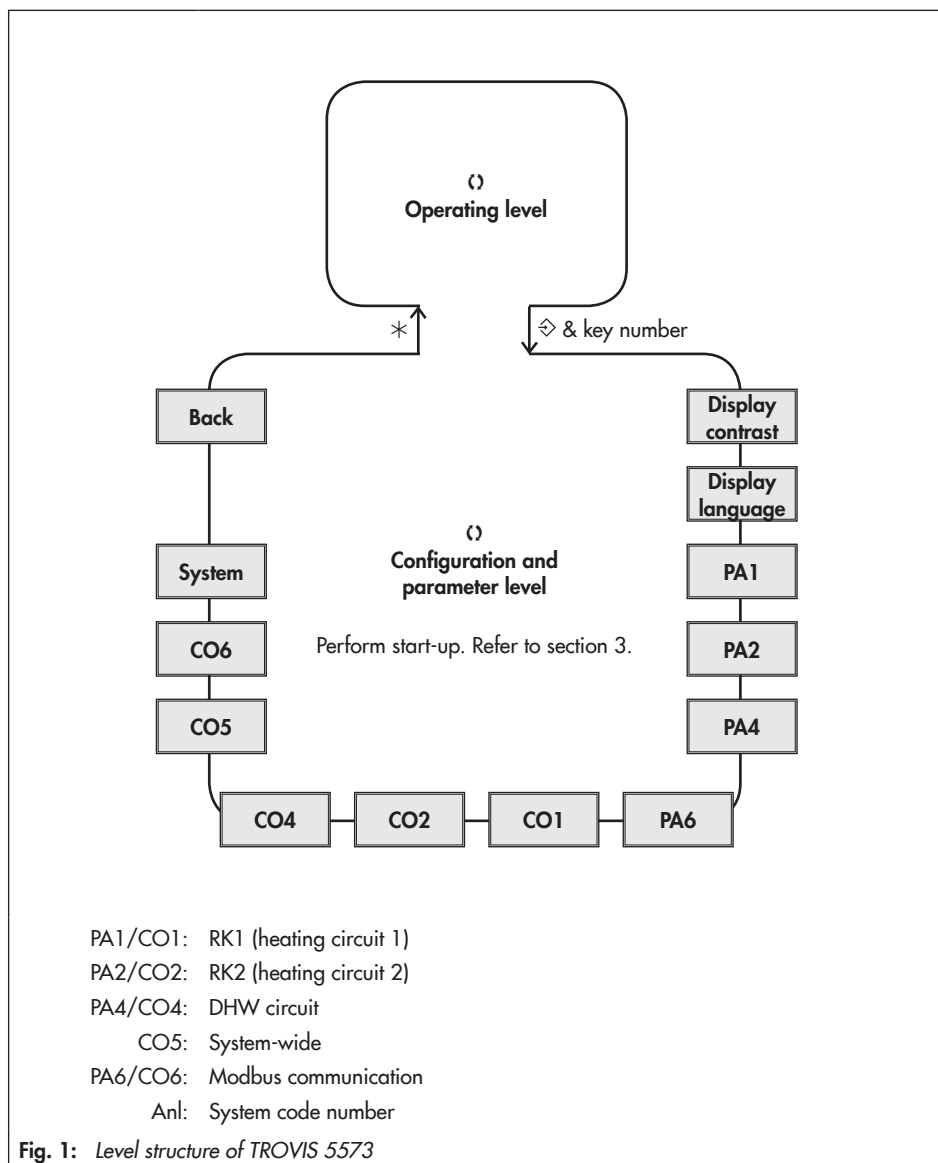 Operating level
* & key number
Back
Display
contrast
Display
language
System
Configuration and
parameter level
PA1
CO6
Perform start-up. Refer to section 3.
PA2
CO5
PA4
CO4
CO2
CO1
PA6
PA1/CO1: RK1 (heating circuit 1)
PA2/CO2: RK2 (heating circuit 2)
PA4/CO4: DHW circuit
CO5: System-wide
PA6/CO6: Modbus communication
Anl: System code number
Fig. 1: Level structure of TROVIS 5573